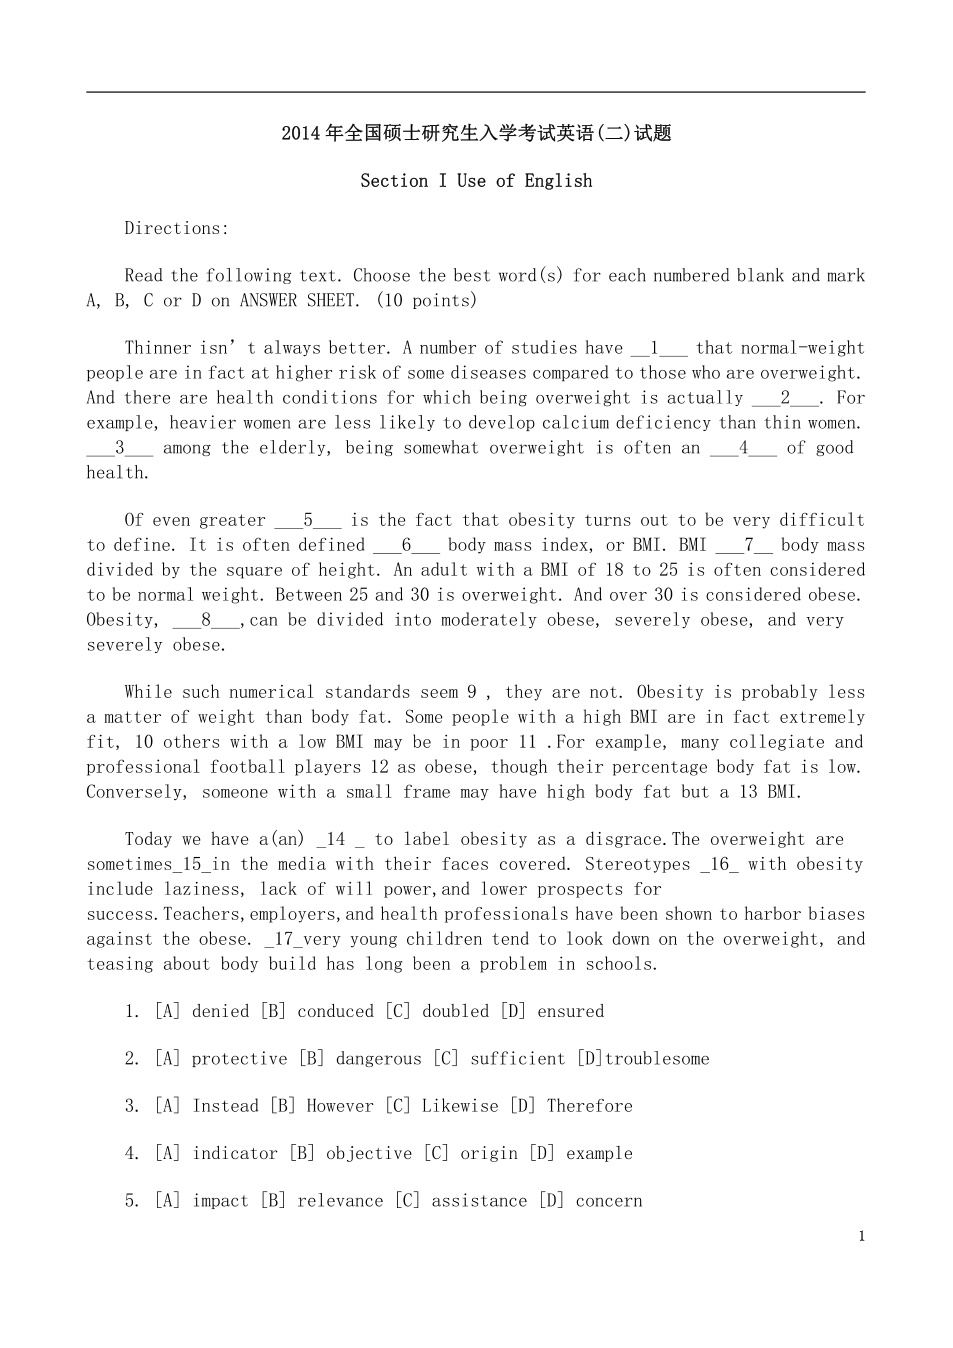 2014年全国硕士研究生入学考试英语(二)试题
Section I Use of English
Directions:
Read the following text. Choose the best word(s) for each numbered blank and mark
A, B, C or D on ANSWER SHEET. (10 points)
Thinner isn’t always better. A number of studies have __1___ that normal-weight
people are in fact at higher risk of some diseases compared to those who are overweight.
And there are health conditions for which being overweight is actually ___2___. For
example, heavier women are less likely to develop calcium deficiency than thin women.
___3___ among the elderly, being somewhat overweight is often an ___4___ of good
health.
Of even greater ___5___ is the fact that obesity turns out to be very difficult
to define. It is often defined ___6___ body mass index, or BMI. BMI ___7__ body mass
divided by the square of height. An adult with a BMI of 18 to 25 is often considered
to be normal weight. Between 25 and 30 is overweight. And over 30 is considered obese.
Obesity, ___8___,can be divided into moderately obese, severely obese, and very
severely obese.
While such numerical standards seem 9 , they are not. Obesity is probably less
a matter of weight than body fat. Some people with a high BMI are in fact extremely
fit, 10 others with a low BMI may be in poor 11 .For example, many collegiate and
professional football players 12 as obese, though their percentage body fat is low.
Conversely, someone with a small frame may have high body fat but a 13 BMI.
Today we have a(an) _14 _ to label obesity as a disgrace.The overweight are
sometimes_15_in the media with their faces covered. Stereotypes _16_ with obesity
include laziness, lack of will power,and lower prospects for
success.Teachers,employers,and health professionals have been shown to harbor biases
against the obese. _17_very young children tend to look down on the overweight, and
teasing about body build has long been a problem in schools.
1. [A] denied [B] conduced [C] doubled [D] ensured
2. [A] protective [B] dangerous [C] sufficient [D]troublesome
3. [A] Instead [B] However [C] Likewise [D] Therefore
4. [A] indicator [B] objective [C] origin [D] example
5. [A] impact [B] relevance [C] assistance [D] concern
1